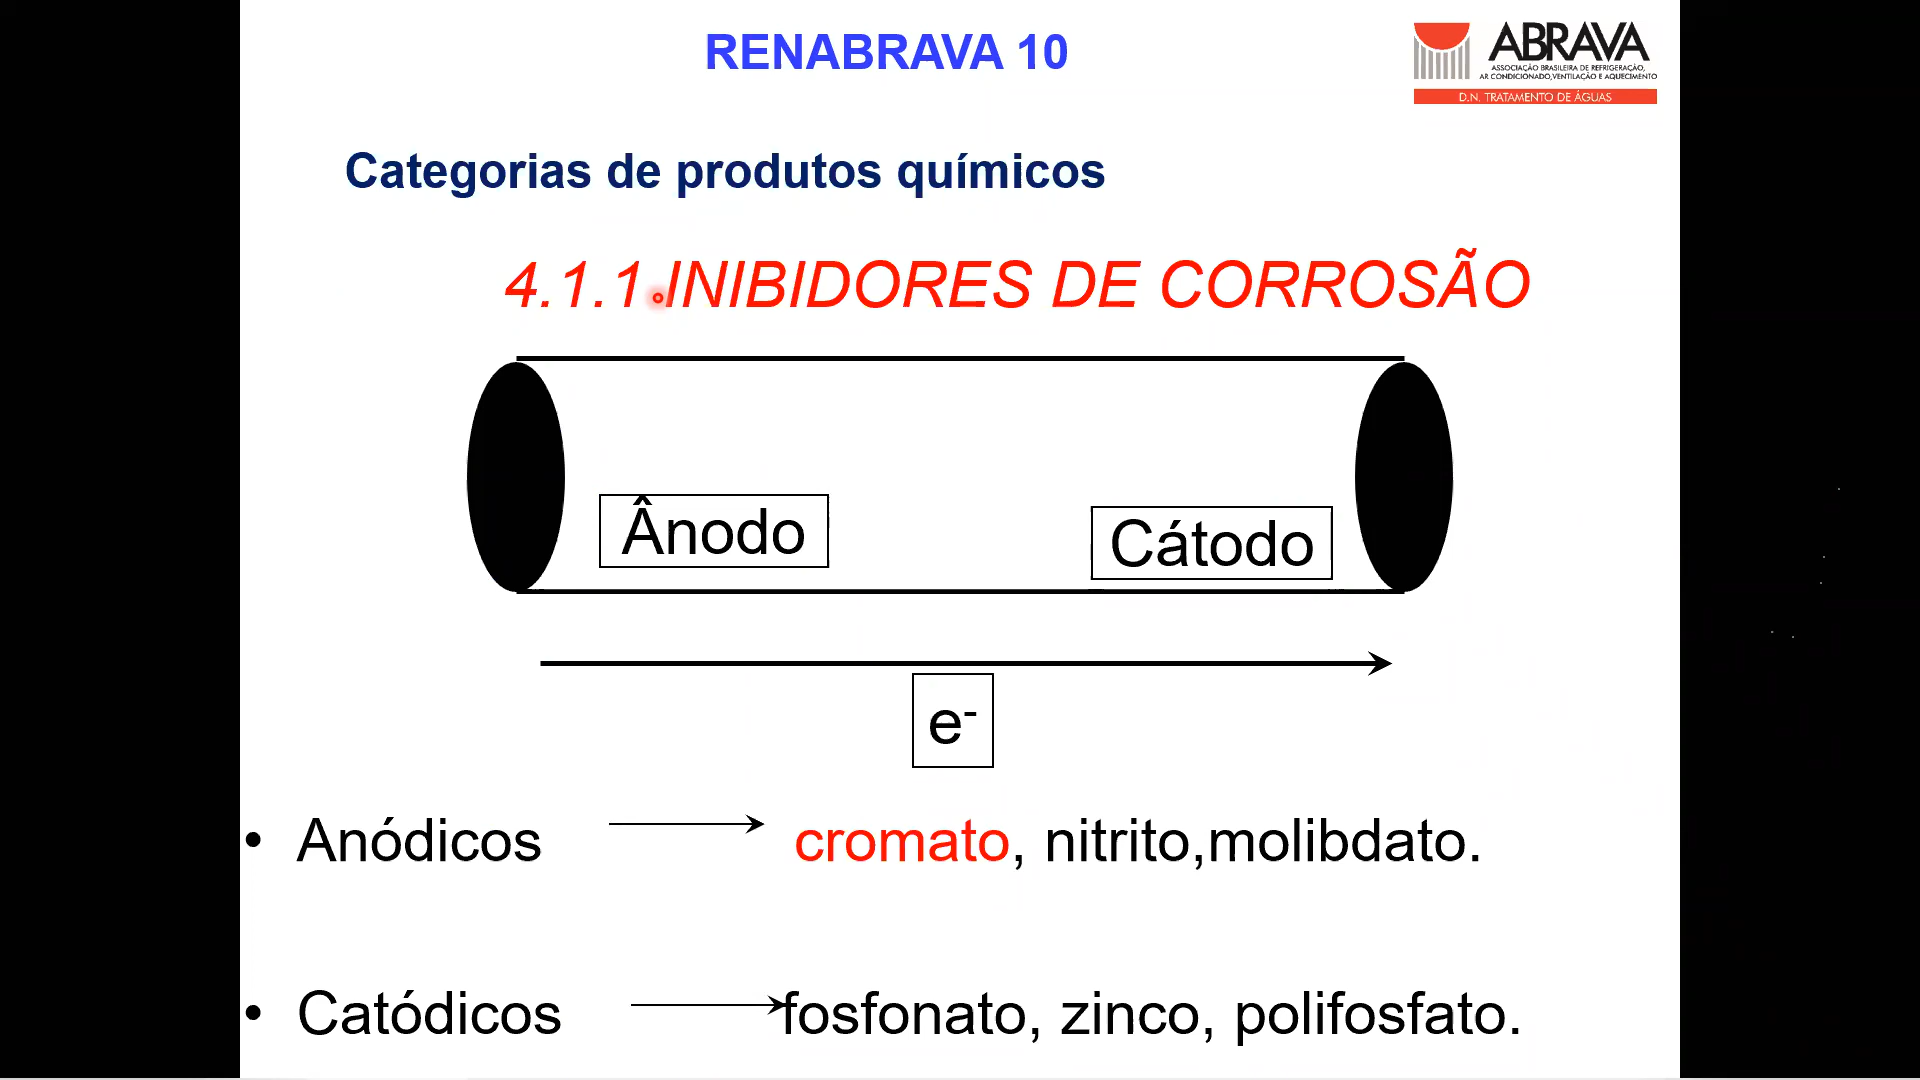 RENABRAVA 10
ABRAVA
ASSOCIAÇÃO BRASILEIRA DE REFRIGERAÇÃO,
AR CONDICIONADO,VENTILAÇÃO E AQUECIMENTO
D.N. TRATAMENTO DE ÁGUAS
Categorias de produtos químicos
4.1.1.INIBIDORES DE CORROSÃO
Ânodo
Cátodo
e-
• Anódicos cromato, nitrito,molibdato.
• Catódicos fosfonato, zinco, polifosfato.